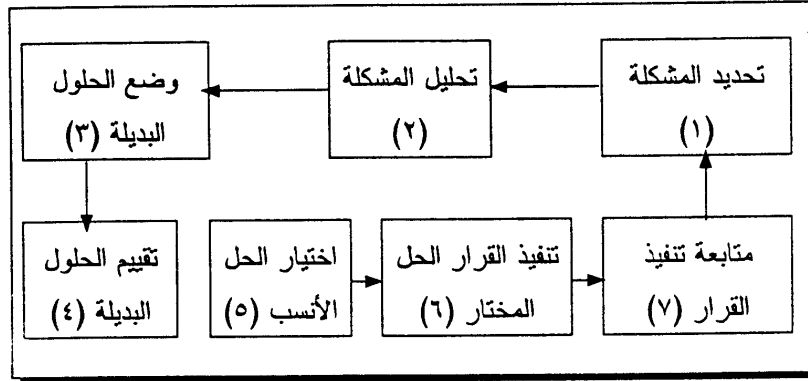 تحديد المشكلة
(١)
تحليل المشكلة
(٢)
وضع الحلول
البديلة (٣)
تقييم الحلول
البديلة (٤)
اختيار الحل
الأنسب (٥)
تنفيذ القرار الحل
المختار (٦)
متابعة تنفيذ
القرار (٧)